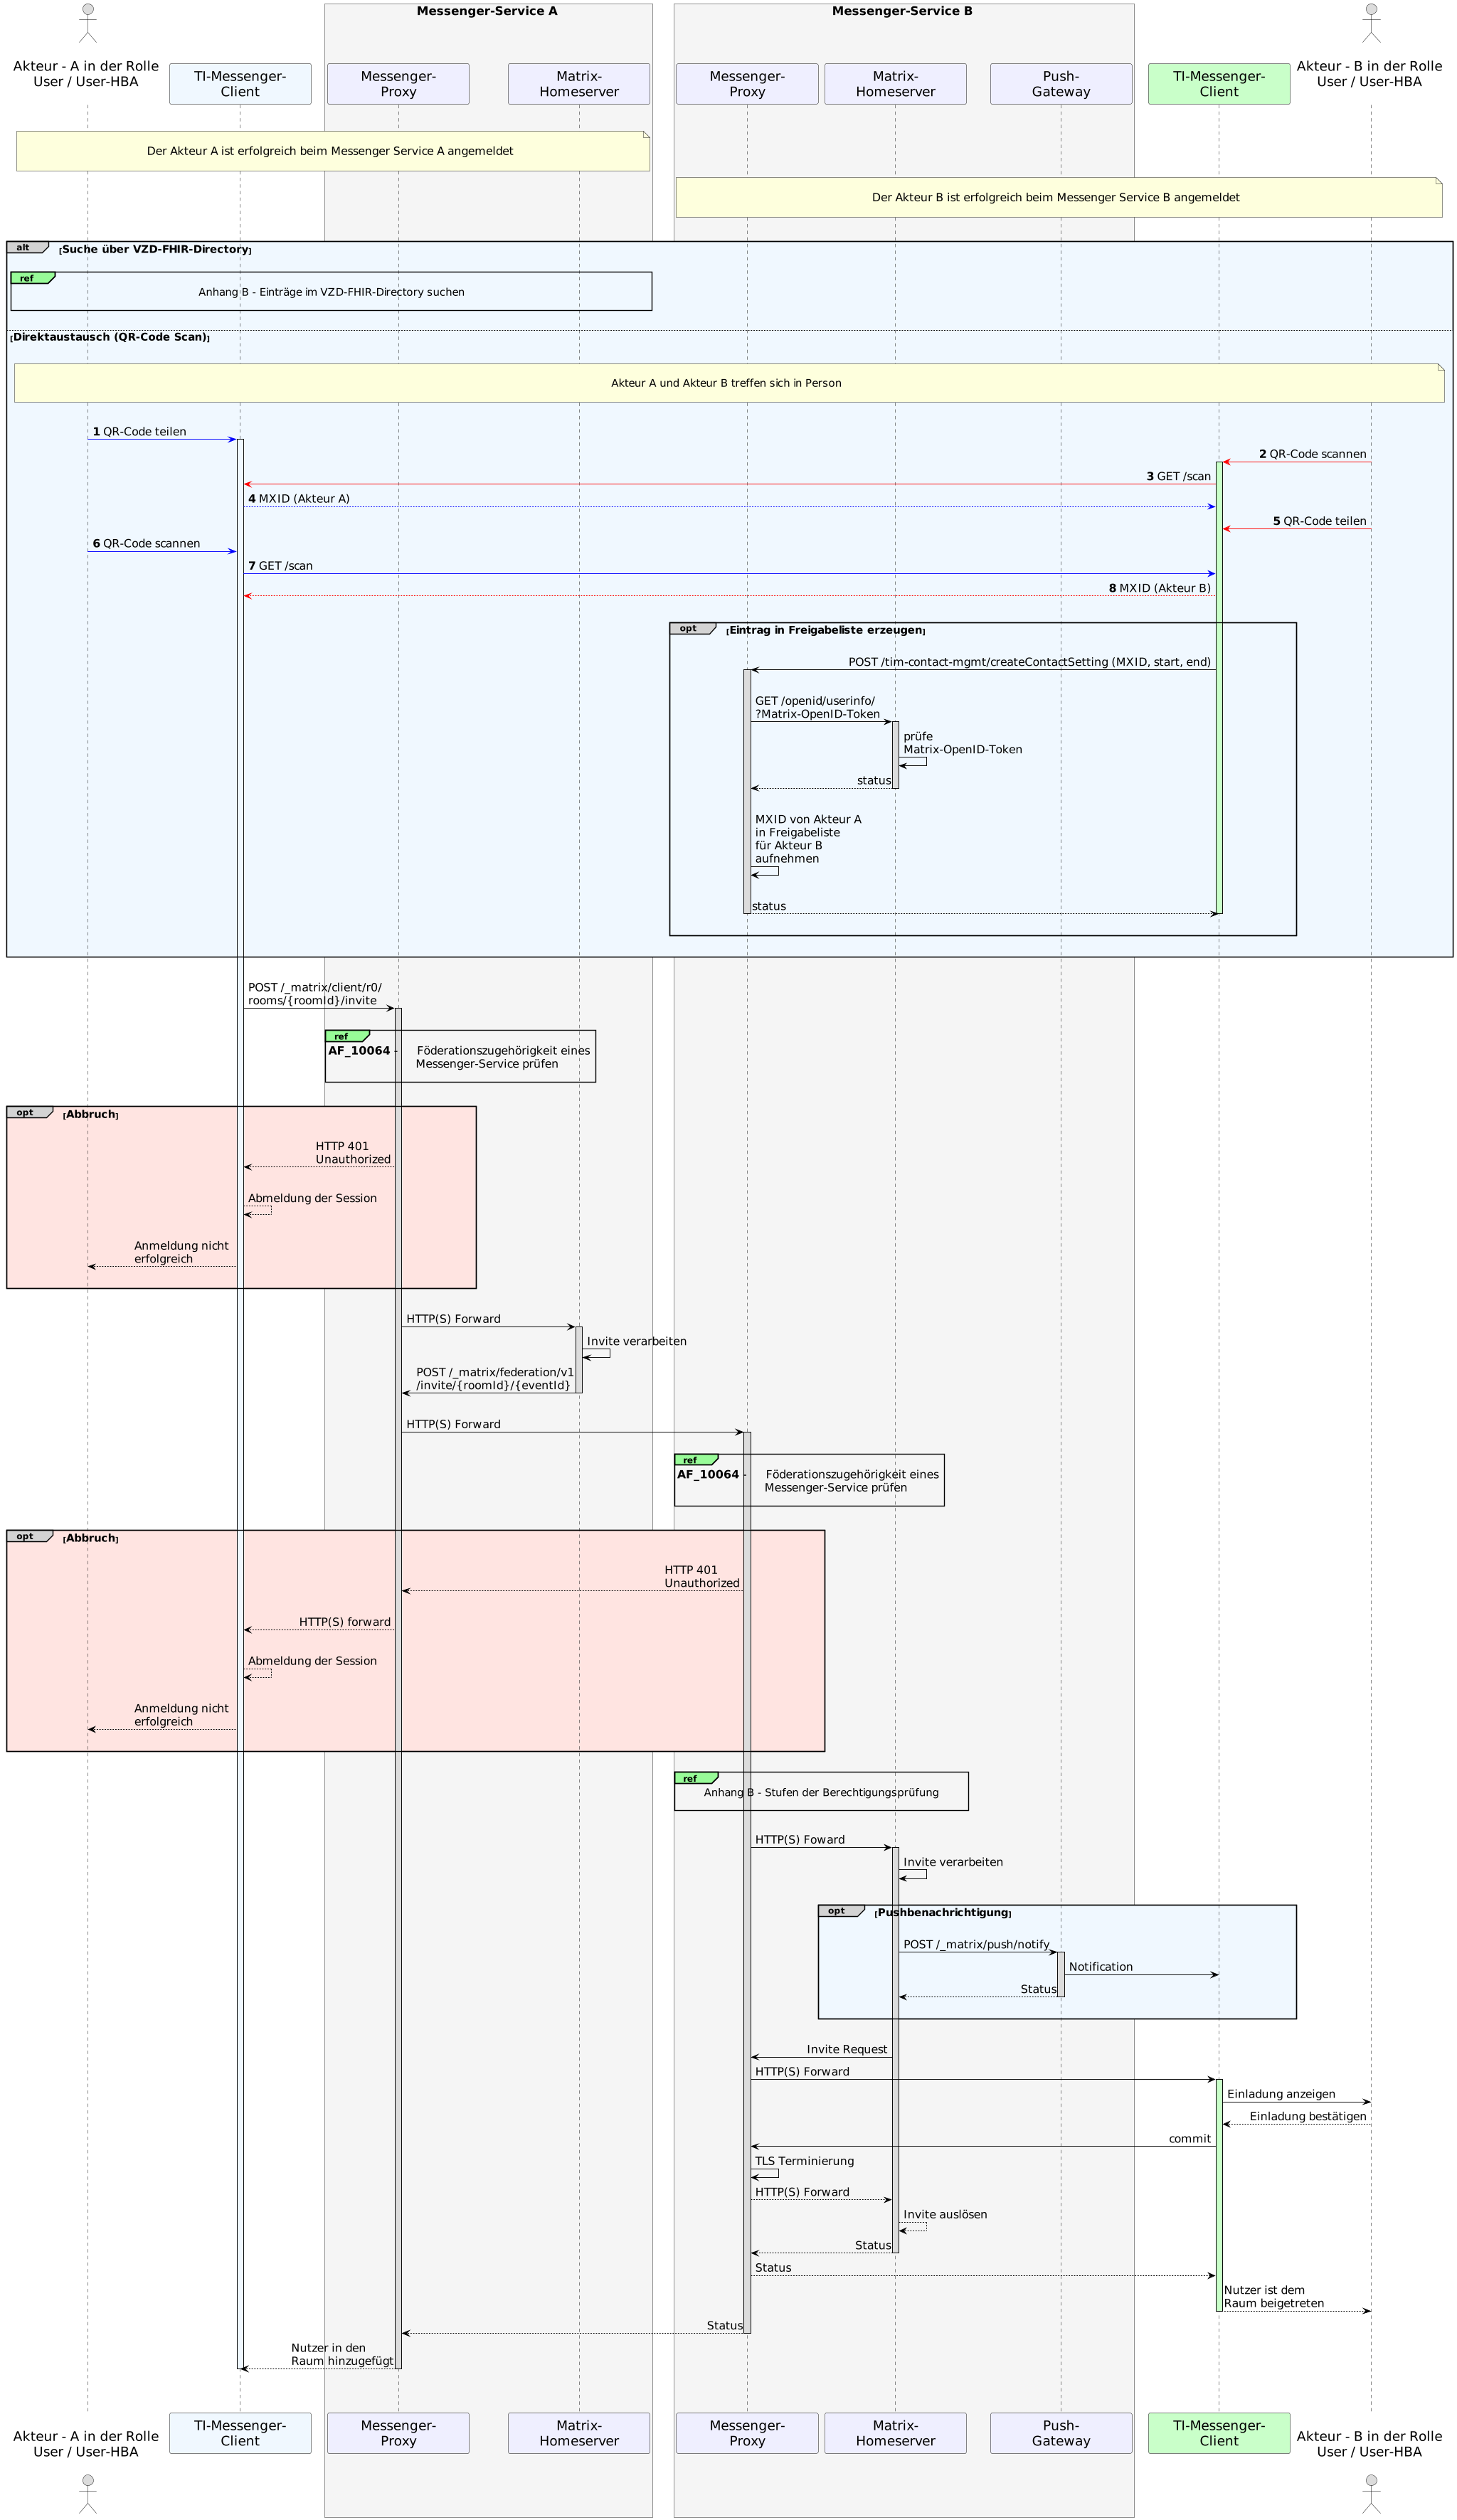 Messenger-Service A
Messenger-Service B
Akteur - A in der Rolle
User / User-HBA
TI-Messenger-
Client
Messenger-
Proxy
Matrix-
Homeserver
Messenger-
Proxy
Matrix-
Homeserver
Push-
Gateway
TI-Messenger-
Client
Akteur - B in der Rolle
User / User-HBA
Der Akteur A ist erfolgreich beim Messenger Service A angemeldet
Der Akteur B ist erfolgreich beim Messenger Service B angemeldet
alt [Suche über VZD-FHIR-Directory]
ref
Anhang B - Einträge im VZD-FHIR-Directory suchen
[Direktaustausch (QR-Code Scan)]
Akteur A und Akteur B treffen sich in Person
1 QR-Code teilen
2 QR-Code scannen
3 GET /scan
4 MXID (Akteur A)
5 QR-Code teilen
6 QR-Code scannen
7 GET /scan
8 MXID (Akteur B)
opt [Eintrag in Freigabeliste erzeugen]
POST /tim-contact-mgmt/createContactSetting (MXID, start, end)
GET /openid/userinfo/
?Matrix-OpenID-Token
prüfe
Matrix-OpenID-Token
status
MXID von Akteur A
in Freigabeliste
für Akteur B
aufnehmen
status
POST /_matrix/client/r0/
rooms/{roomId}/invite
ref
AF_10064 - Föderationszugehörigkeit eines
Messenger-Service prüfen
opt [Abbruch]
HTTP 401
Unauthorized
Abmeldung der Session
Anmeldung nicht
erfolgreich
HTTP(S) Forward
Invite verarbeiten
POST /_matrix/federation/v1
/invite/{roomId}/{eventId}
HTTP(S) Forward
ref
AF_10064 - Föderationszugehörigkeit eines
Messenger-Service prüfen
opt [Abbruch]
HTTP 401
Unauthorized
HTTP(S) forward
Abmeldung der Session
Anmeldung nicht
erfolgreich
ref
Anhang B - Stufen der Berechtigungsprüfung
HTTP(S) Foward
Invite verarbeiten
opt [Pushbenachrichtigung]
POST /_matrix/push/notify
Notification
Status
Invite Request
HTTP(S) Forward
Einladung anzeigen
Einladung bestätigen
commit
TLS Terminierung
HTTP(S) Forward
Invite auslösen
Status
Status
Nutzer ist dem
Raum beigetreten
Status
Nutzer in den
Raum hinzugefügt
Akteur - A in der Rolle
User / User-HBA
TI-Messenger-
Client
Messenger-
Proxy
Matrix-
Homeserver
Messenger-
Proxy
Matrix-
Homeserver
Push-
Gateway
TI-Messenger-
Client
Akteur - B in der Rolle
User / User-HBA